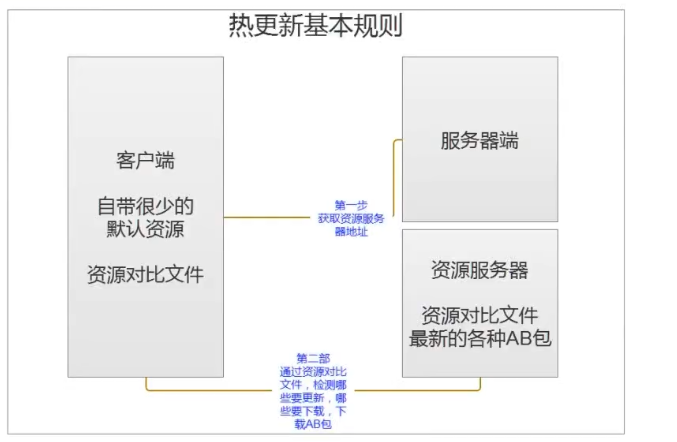 热更新基本规则
客户端
自带很少的
默认资源
资源对比文件
第一步
获取资源服务
器地址
服务器端
资源服务器
资源对比文件
最新的各种AB包
第二部
通过资源对比
文件，检测哪
些要更新，哪
些要下载，下
载AB包